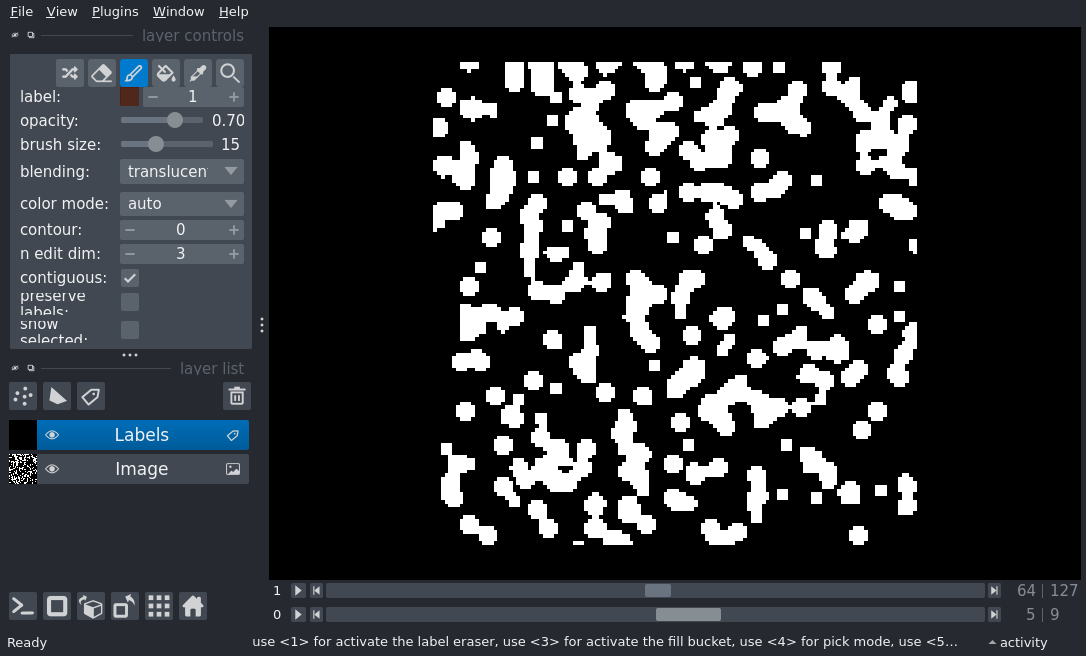 File View Plugins Window Help
layer controls
label: 1
opacity: 0.70
brush size: 15
blending: translucen
color mode: auto
contour: 0
n edit dim: 3
contiguous:
preserve
labels:
show
selected:
layer list
Labels
Image
1 64 127
0 5 9
Ready use <1> for activate the label eraser, use <3> for activate the fill bucket, use <4> for pick mode, use <5... activity